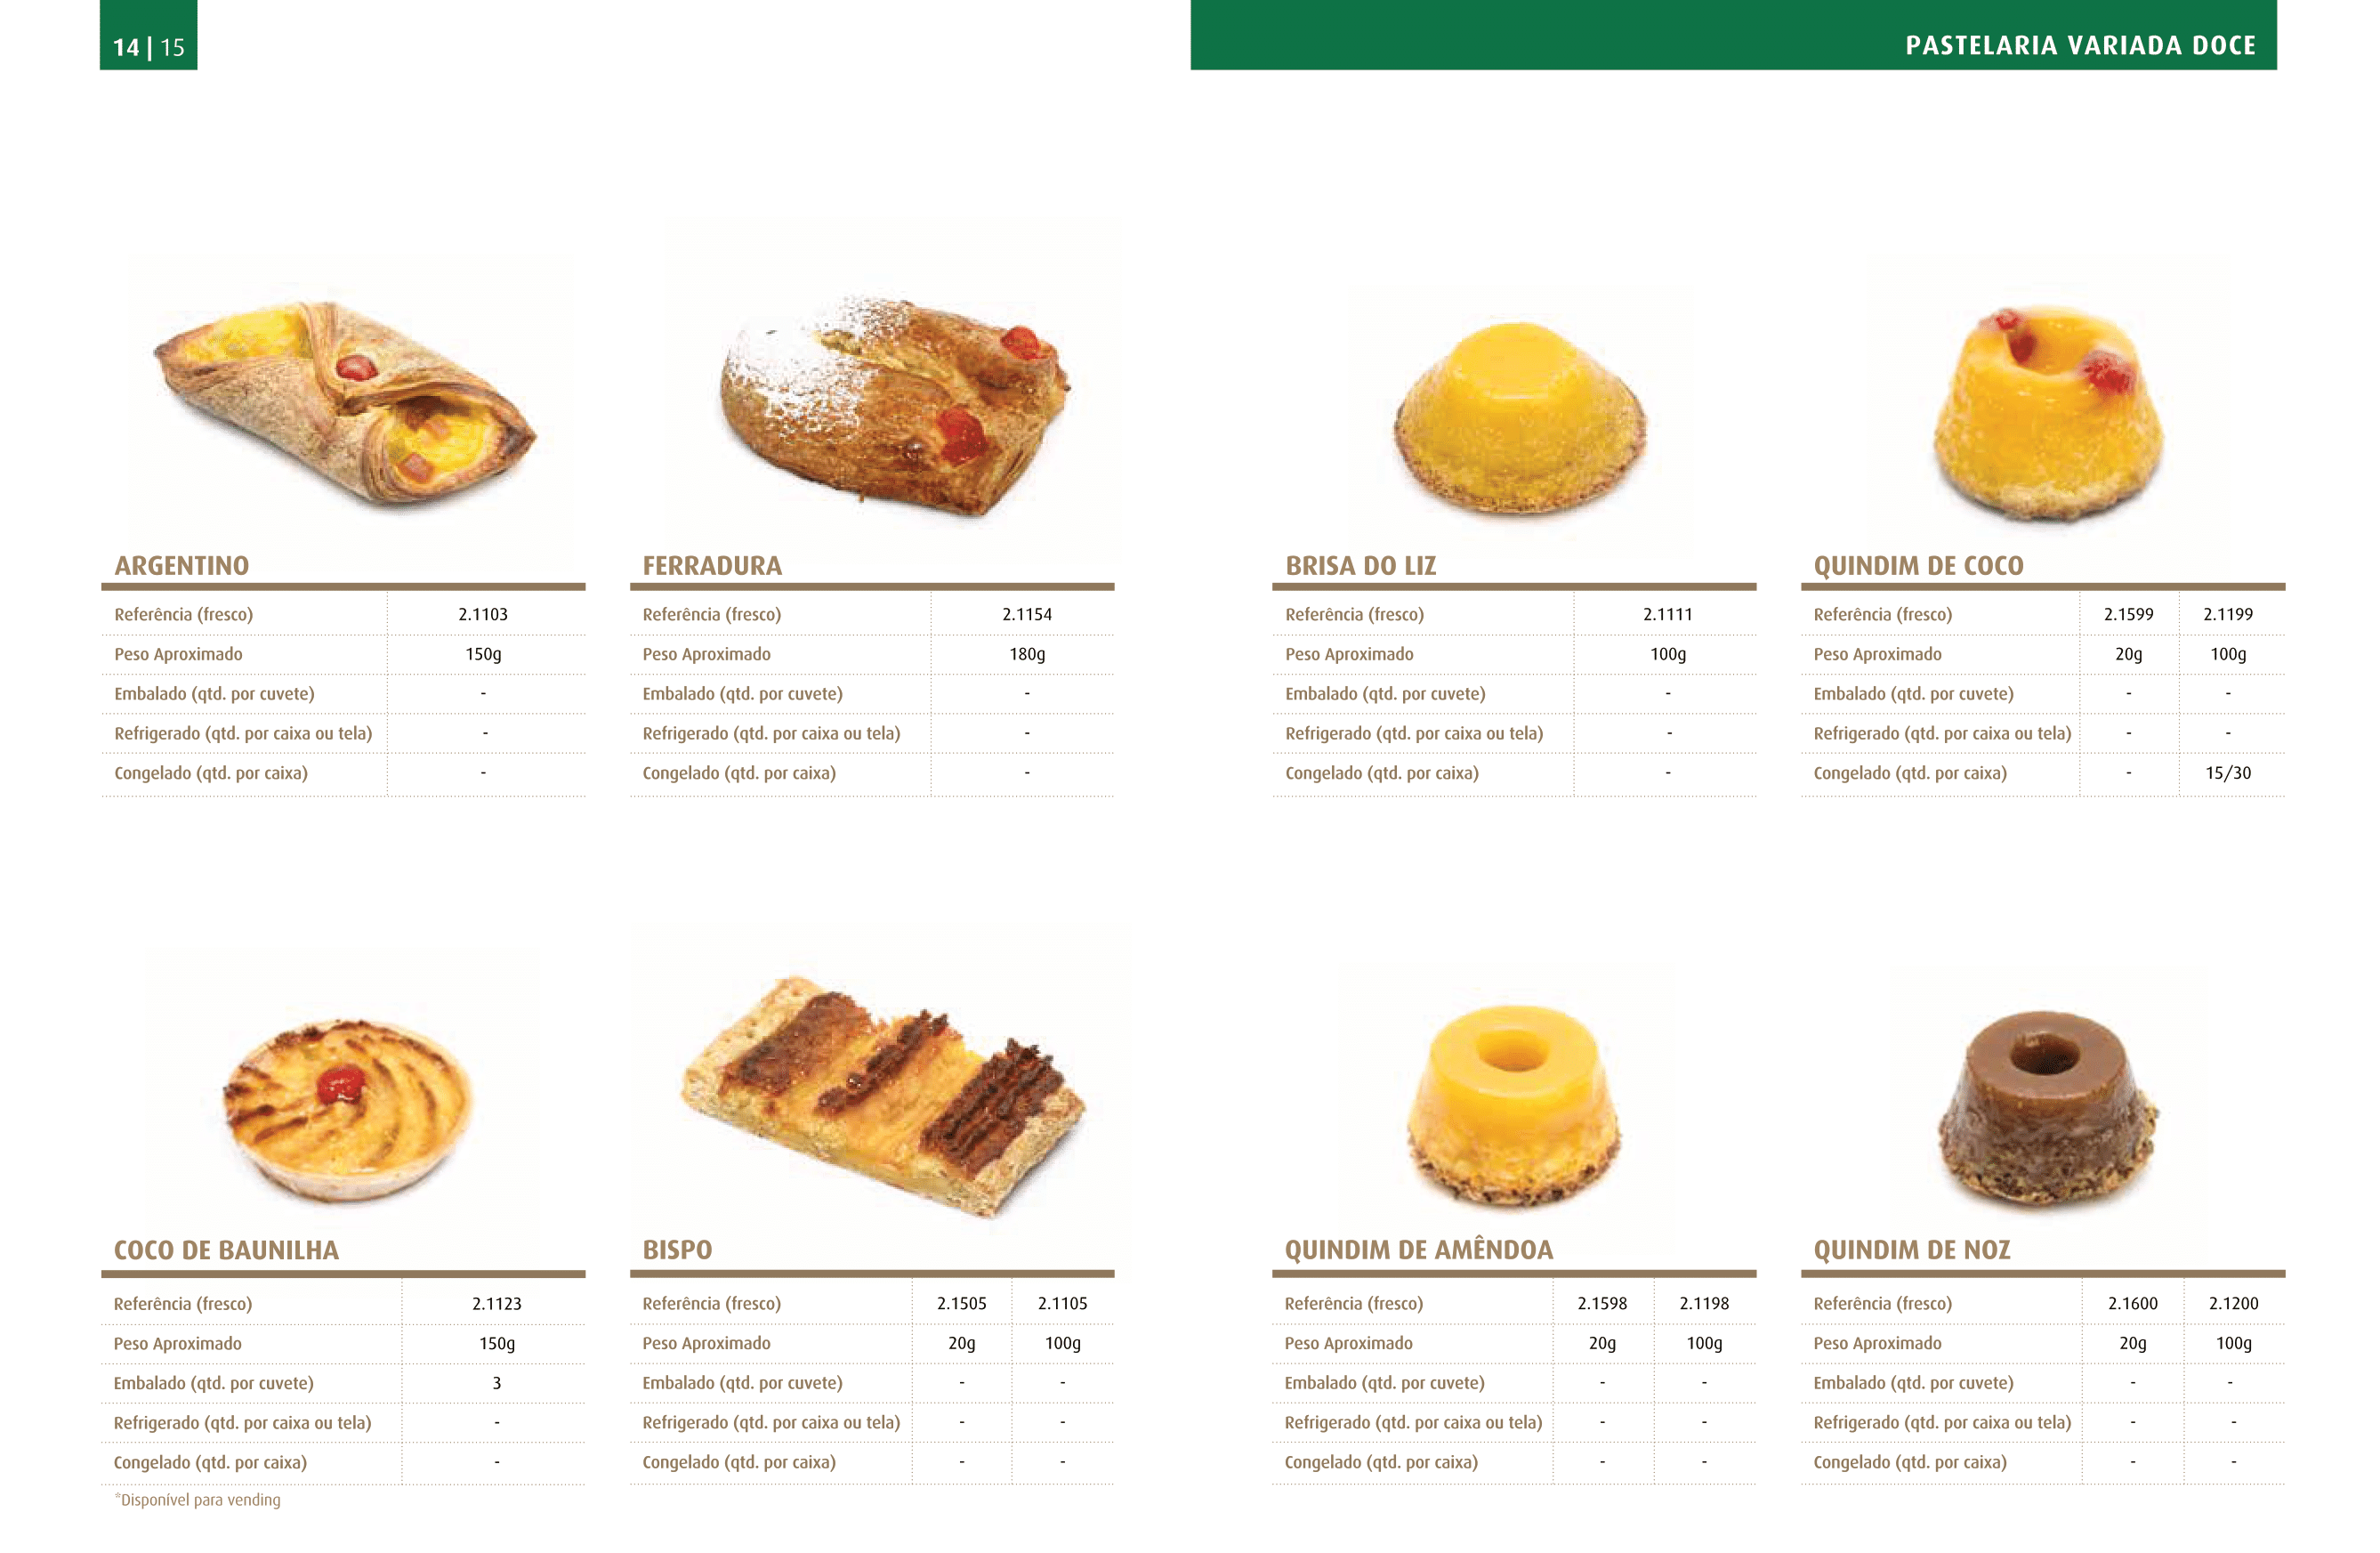 14 | 15
PASTELARIA VARIADA DOCE
ARGENTINO
Referência (fresco) 2.1103
Peso Aproximado 150g
Embalado (qtd. por cuvete) -
Refrigerado (qtd. por caixa ou tela) -
Congelado (qtd. por caixa) -
FERRADURA
Referência (fresco) 2.1154
Peso Aproximado 180g
Embalado (qtd. por cuvete) -
Refrigerado (qtd. por caixa ou tela) -
Congelado (qtd. por caixa) -
BRISA DO LIZ
Referência (fresco) 2.1111
Peso Aproximado 100g
Embalado (qtd. por cuvete) -
Refrigerado (qtd. por caixa ou tela) -
Congelado (qtd. por caixa) -
QUINDIM DE COCO
Referência (fresco) 2.1599 2.1199
Peso Aproximado 20g 100g
Embalado (qtd. por cuvete) - -
Refrigerado (qtd. por caixa ou tela) - -
Congelado (qtd. por caixa) - 15/30
COCO DE BAUNILHA
Referência (fresco) 2.1123
Peso Aproximado 150g
Embalado (qtd. por cuvete) 3
Refrigerado (qtd. por caixa ou tela) -
Congelado (qtd. por caixa) -
*Disponível para vending
BISPO
Referência (fresco) 2.1505 2.1105
Peso Aproximado 20g 100g
Embalado (qtd. por cuvete) - -
Refrigerado (qtd. por caixa ou tela) - -
Congelado (qtd. por caixa) - -
QUINDIM DE AMÊNDOA
Referência (fresco) 2.1598 2.1198
Peso Aproximado 20g 100g
Embalado (qtd. por cuvete) - -
Refrigerado (qtd. por caixa ou tela) - -
Congelado (qtd. por caixa) - -
QUINDIM DE NOZ
Referência (fresco) 2.1600 2.1200
Peso Aproximado 20g 100g
Embalado (qtd. por cuvete) - -
Refrigerado (qtd. por caixa ou tela) - -
Congelado (qtd. por caixa) - -